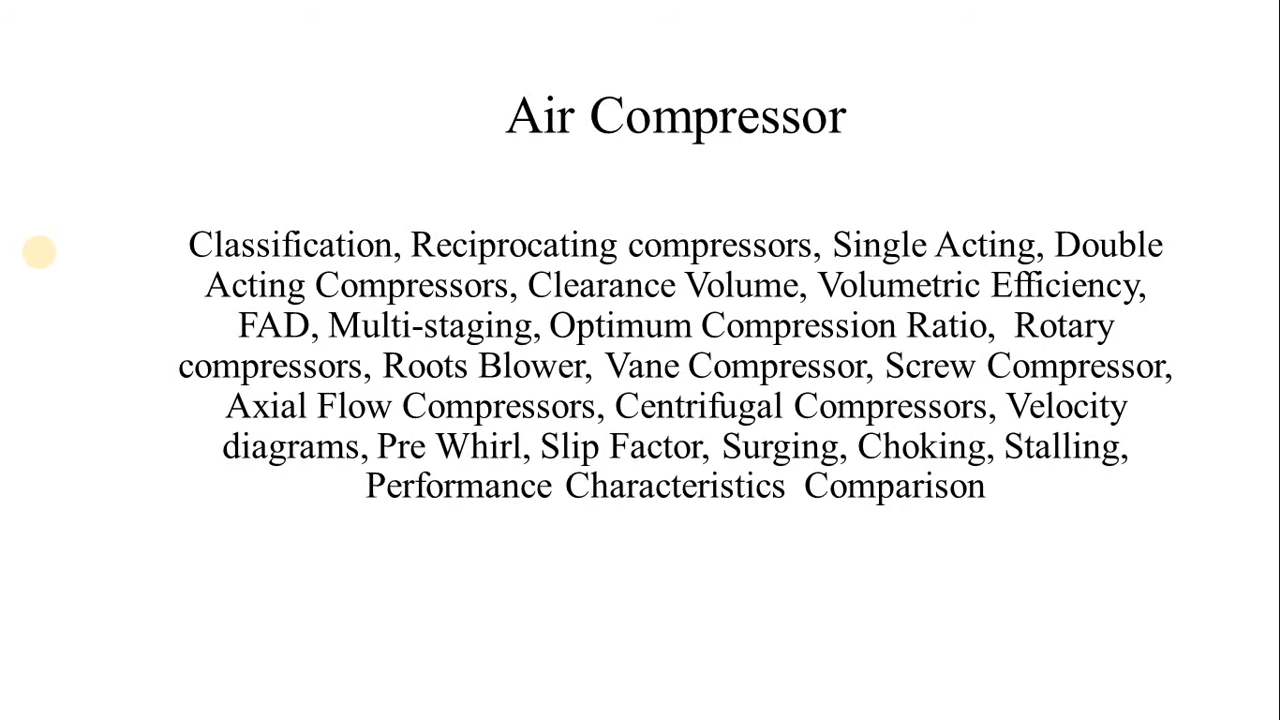 Air Compressor
Classification, Reciprocating compressors, Single Acting, Double
Acting Compressors, Clearance Volume, Volumetric Efficiency,
FAD, Multi-staging, Optimum Compression Ratio,  Rotary
compressors, Roots Blower, Vane Compressor, Screw Compressor,
Axial Flow Compressors, Centrifugal Compressors, Velocity
diagrams, Pre Whirl, Slip Factor, Surging, Choking, Stalling,
Performance Characteristics  Comparison